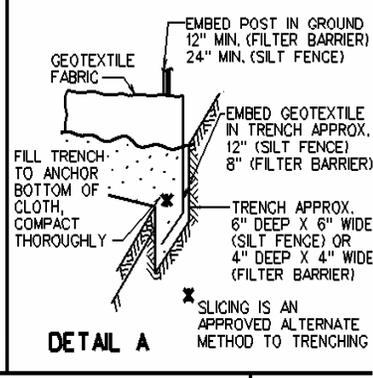 EMBED POST IN GROUND
12" MIN. (FILTER BARRIER)
24" MIN. (SILT FENCE)
GEOTEXTILE
FABRIC
EMBED GEOTEXTILE
IN TRENCH APPROX.
12" (SILT FENCE)
8" (FILTER BARRIER)
FILL TRENCH
TO ANCHOR
BOTTOM OF
CLOTH,
COMPACT
THOROUGHLY
TRENCH APPROX.
6" DEEP X 6" WIDE
(SILT FENCE) OR
4" DEEP X 4" WIDE
(FILTER BARRIER)
SLICING IS AN
APPROVED ALTERNATE
METHOD TO TRENCHING
DETAIL A